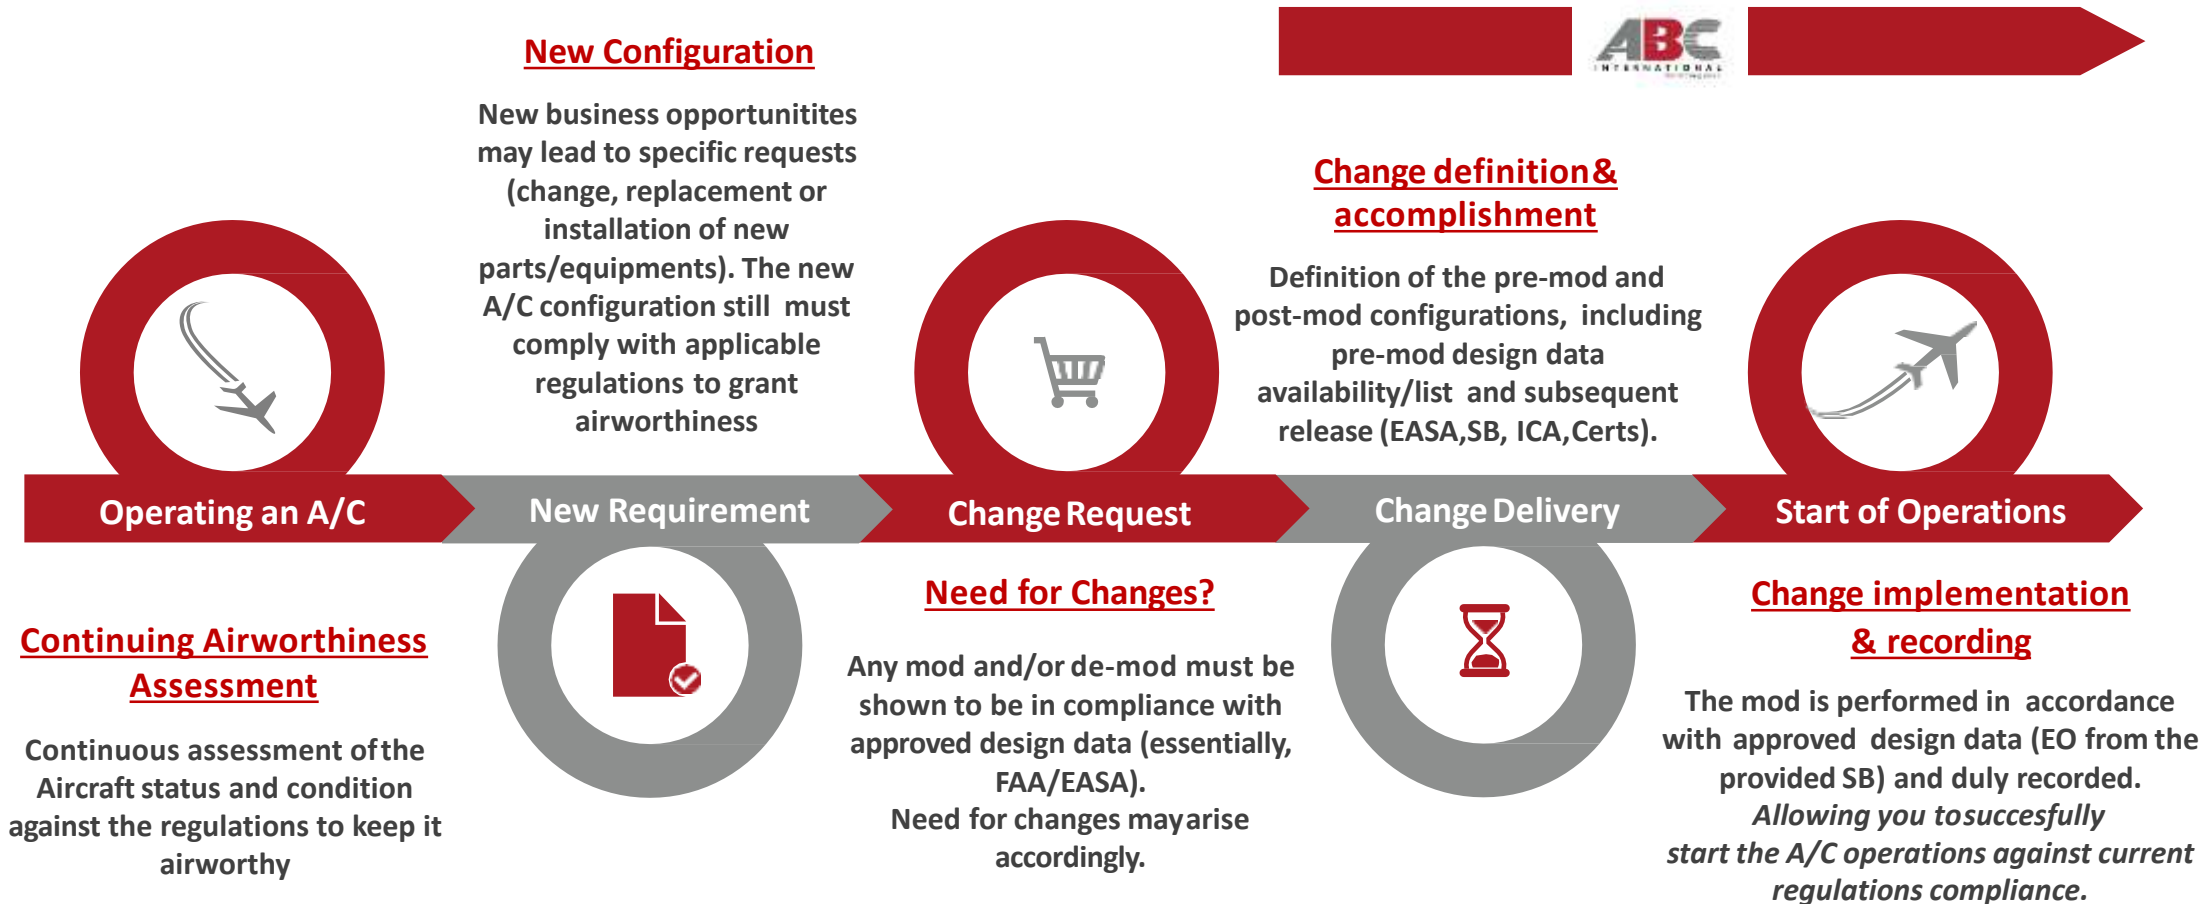 ABC
INTERNATIONAL
New Configuration
New business opportunitites
may lead to specific requests
(change, replacement or
installation of new
parts/equipments). The new
A/C configuration still must
comply with applicable
regulations to grant
airworthiness
Change definition&
accomplishment
Definition of the pre-mod and
post-mod configurations, including
pre-mod design data
availability/list and subsequent
release (EASA,SB, ICA,Certs).
Operating an A/C
New Requirement
Change Request
Change Delivery
Start of Operations
Continuing Airworthiness
Assessment
Continuous assessment of the
Aircraft status and condition
against the regulations to keep it
airworthy
Need for Changes?
Any mod and/or de-mod must be
shown to be in compliance with
approved design data (essentially,
FAA/EASA).
Need for changes may arise
accordingly.
Change implementation
& recording
The mod is performed in accordance
with approved design data (EO from the
provided SB) and duly recorded.
Allowing you to succesfully
start the A/C operations against current
regulations compliance.